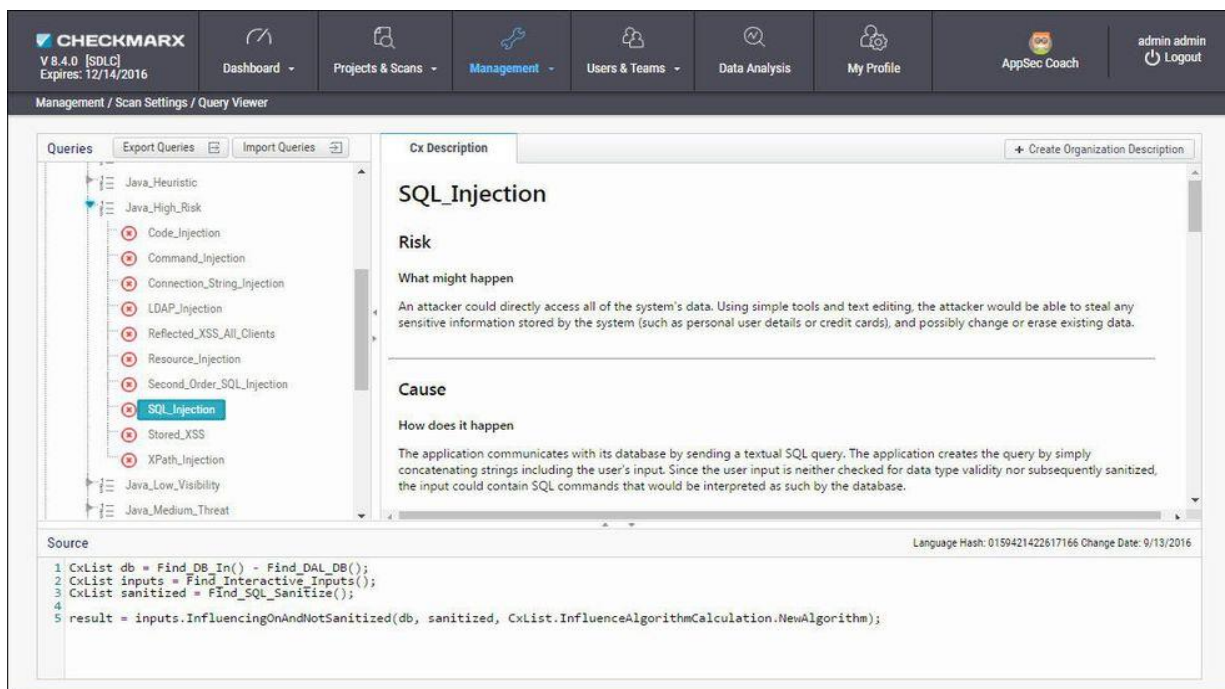 CHECKMARX
V 8.4.0 [SDLC]
Expires: 12/14/2016
Dashboard
Projects & Scans
Management
Users & Teams
Data Analysis
My Profile
AppSec Coach
admin admin
Logout
Management / Scan Settings / Query Viewer
Queries
Export Queries
Import Queries
Java_Heuristic
Java_High_Risk
Code_Injection
Command_Injection
Connection_String_Injection
LDAP_Injection
Reflected_XSS_All_Clients
Resource_Injection
Second_Order_SQL_Injection
SQL_Injection
Stored_XSS
XPath_Injection
Java_Low_Visibility
Java_Medium_Threat
Cx Description
+ Create Organization Description
SQL_Injection
Risk
What might happen
An attacker could directly access all of the system's data. Using simple tools and text editing, the attacker would be able to steal any
sensitive information stored by the system (such as personal user details or credit cards), and possibly change or erase existing data.
Cause
How does it happen
The application communicates with its database by sending a textual SQL query. The application creates the query by simply
concatenating strings including the user's input. Since the user input is neither checked for data type validity nor subsequently sanitized,
the input could contain SQL commands that would be interpreted as such by the database.
Source
Language Hash: 0159421422617166 Change Date: 9/13/2016
1 CxList db = Find_DB_In() - Find_DAL_DB();
2 CxList inputs = Find_Interactive_Inputs();
3 CxList sanitized = Find_SQL_Sanitize();
4
5 result = inputs.InfluencingOnAndNotSanitized(db, sanitized, CxList.InfluenceAlgorithmCalculation.NewAlgorithm);